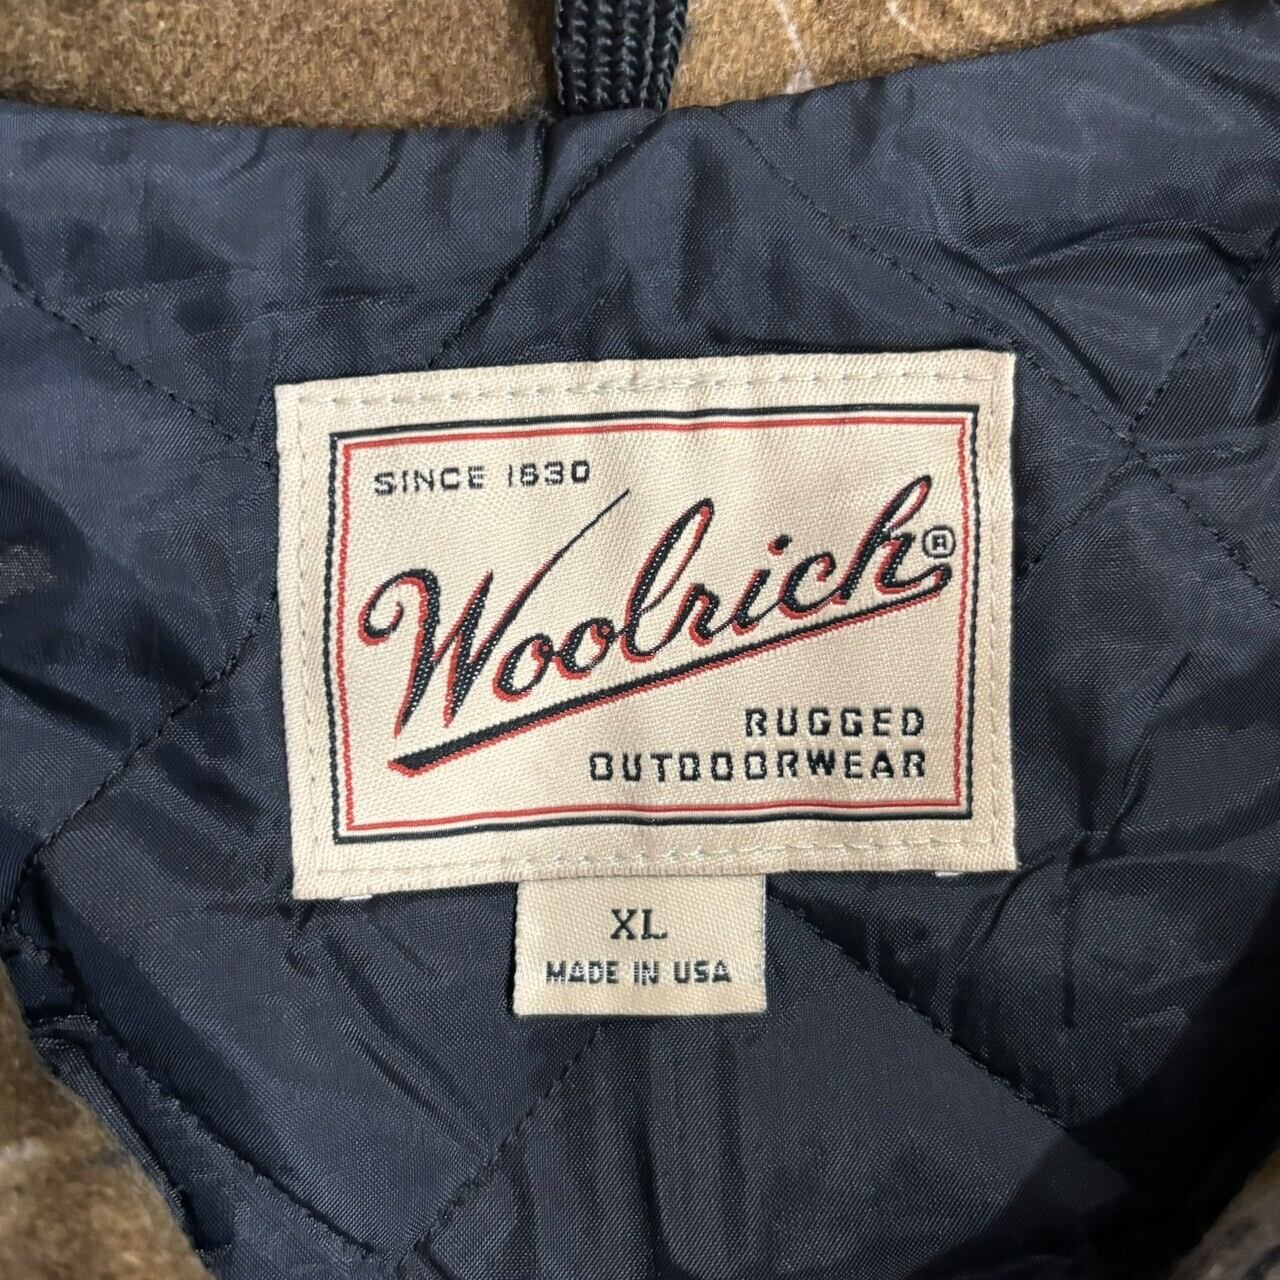 SINCE 1830
Woolrich®
RUGGED
OUTDOORWEAR
XL
MADE IN USA